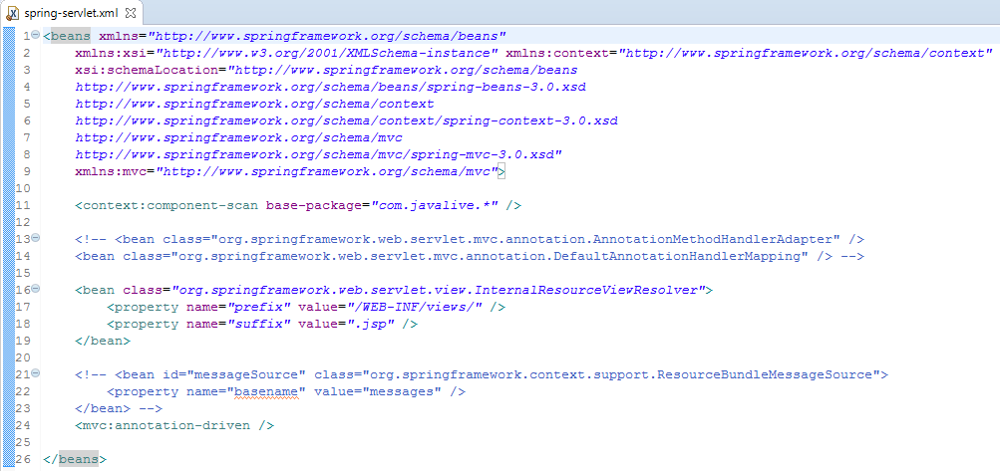 spring-servlet.xml
1 <beans xmlns="http://www.springframework.org/schema/beans"
2     xmlns:xsi="http://www.w3.org/2001/XMLSchema-instance" xmlns:context="http://www.springframework.org/schema/context"
3     xsi:schemaLocation="http://www.springframework.org/schema/beans
4     http://www.springframework.org/schema/beans/spring-beans-3.0.xsd
5     http://www.springframework.org/schema/context
6     http://www.springframework.org/schema/context/spring-context-3.0.xsd
7     http://www.springframework.org/schema/mvc
8     http://www.springframework.org/schema/mvc/spring-mvc-3.0.xsd"
9     xmlns:mvc="http://www.springframework.org/schema/mvc">
10
11     <context:component-scan base-package="com.javalive.*" />
12
13     <!-- <bean class="org.springframework.web.servlet.mvc.annotation.AnnotationMethodHandlerAdapter" />
14     <bean class="org.springframework.web.servlet.mvc.annotation.DefaultAnnotationHandlerMapping" /> -->
15
16     <bean class="org.springframework.web.servlet.view.InternalResourceViewResolver">
17         <property name="prefix" value="/WEB-INF/views/" />
18         <property name="suffix" value=".jsp" />
19     </bean>
20
21     <!-- <bean id="messageSource" class="org.springframework.context.support.ResourceBundleMessageSource">
22         <property name="basename" value="messages" />
23     </bean> -->
24     <mvc:annotation-driven />
25
26 </beans>